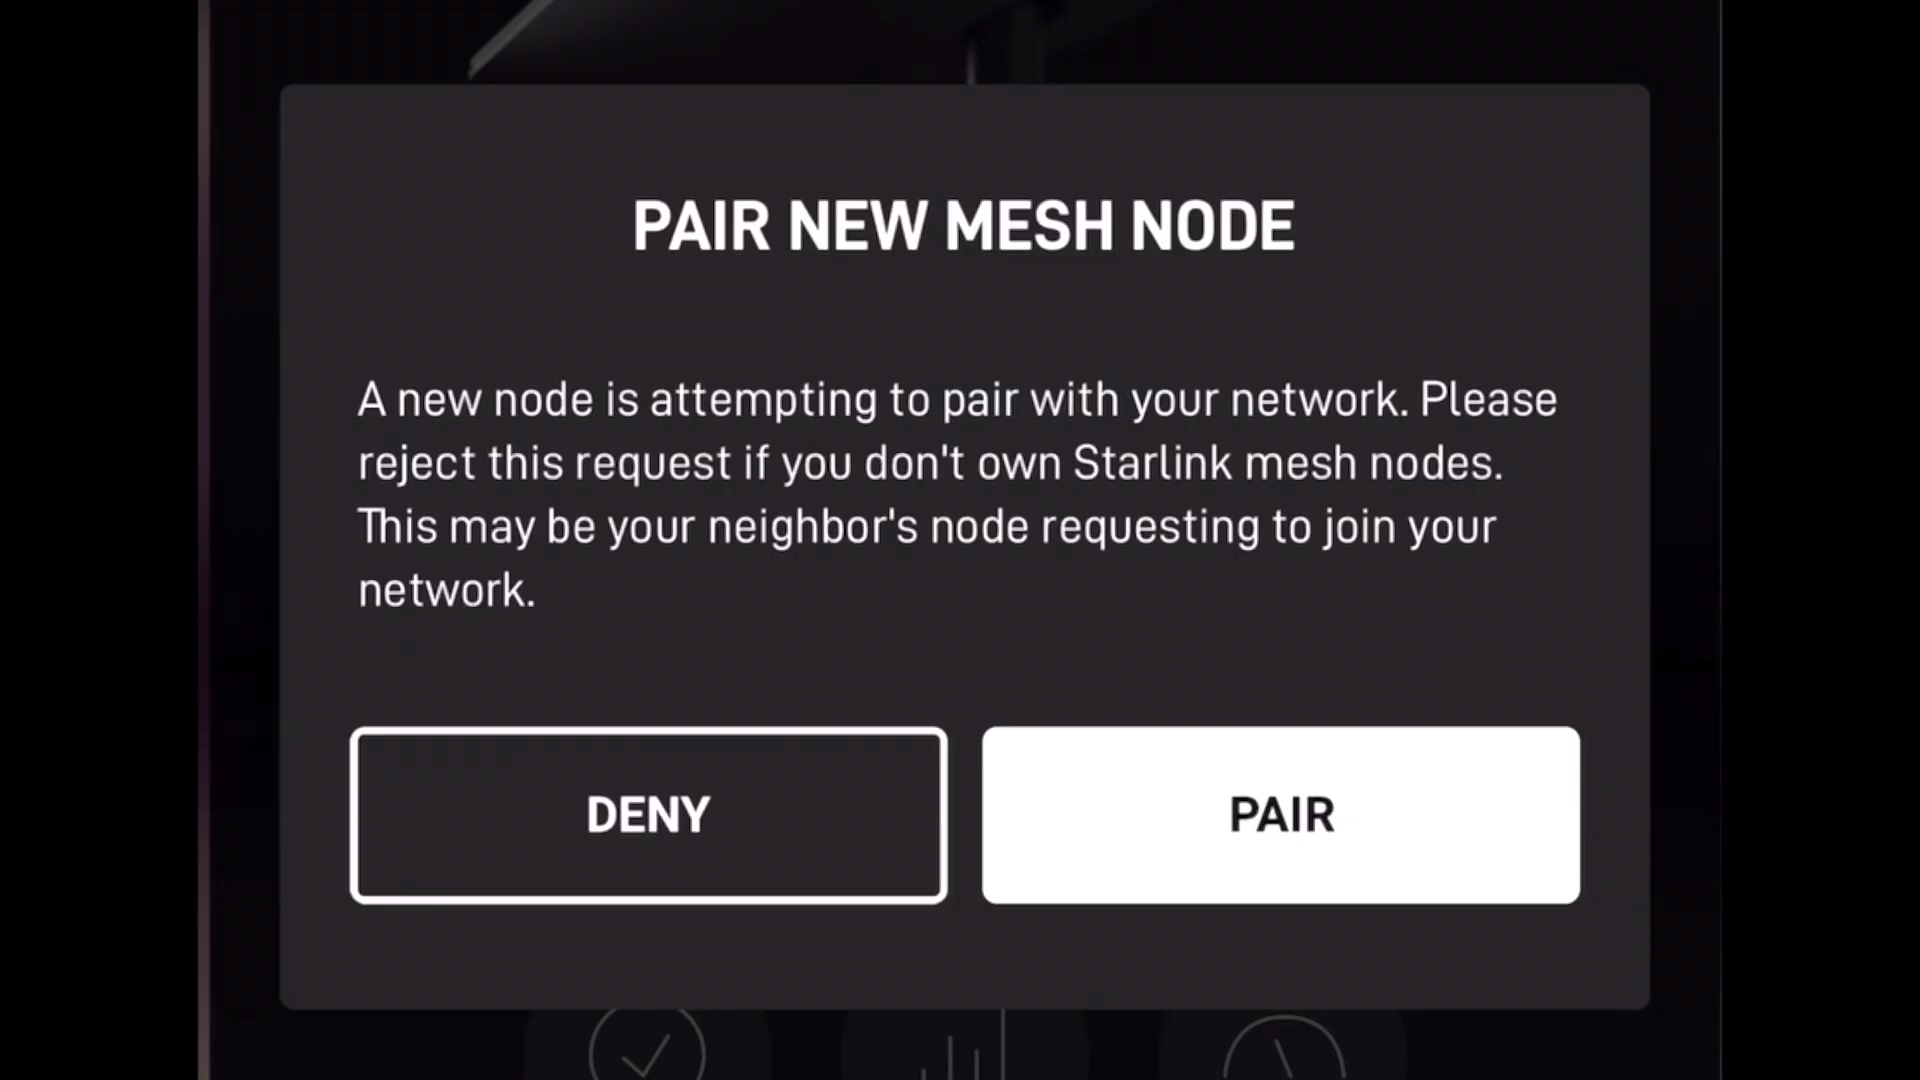 PAIR NEW MESH NODE
A new node is attempting to pair with your network. Please
reject this request if you don't own Starlink mesh nodes.
This may be your neighbor's node requesting to join your
network.
DENY
PAIR